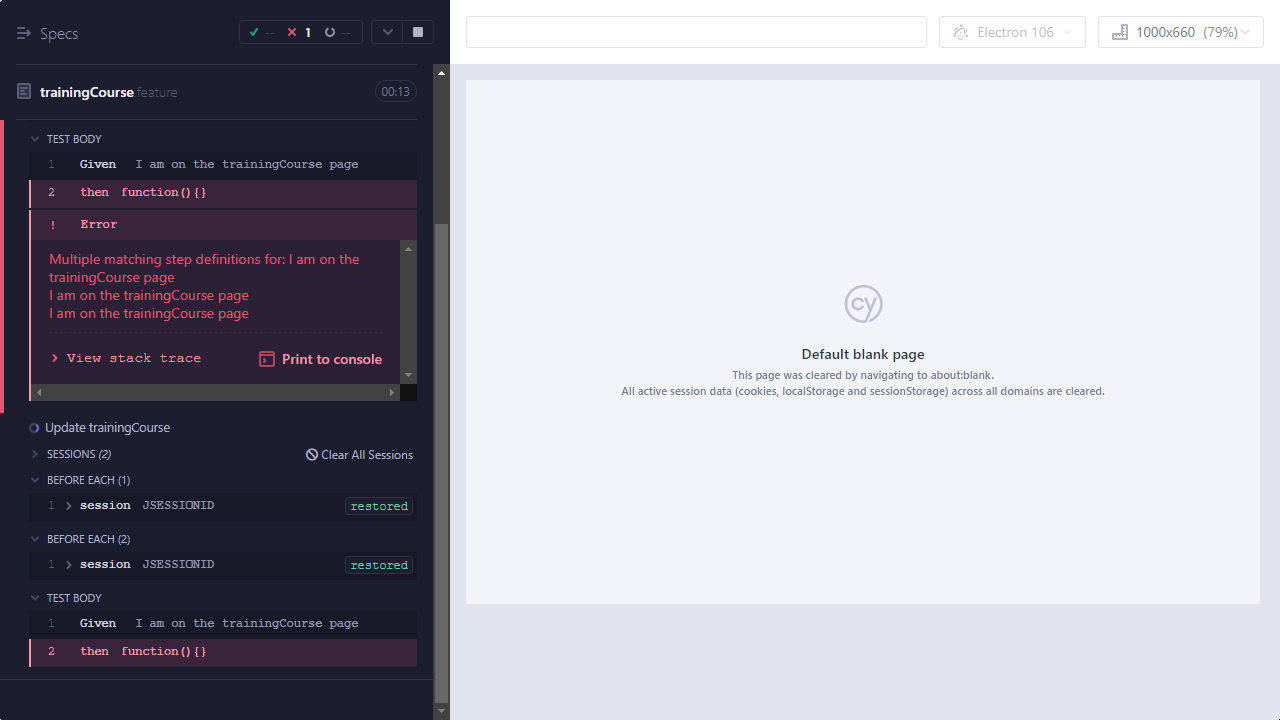 Specs
-- 1 --
Electron 106
1000x660 (79%)
trainingCourse.feature
00:13
TEST BODY
1 Given I am on the trainingCourse page
2 then function(){}
! Error
Multiple matching step definitions for: I am on the
trainingCourse page
I am on the trainingCourse page
I am on the trainingCourse page
View stack trace
Print to console
Update trainingCourse
SESSIONS (2)
Clear All Sessions
BEFORE EACH (1)
1 session JSESSIONID restored
BEFORE EACH (2)
1 session JSESSIONID restored
TEST BODY
1 Given I am on the trainingCourse page
2 then function(){}
cy
Default blank page
This page was cleared by navigating to about:blank.
All active session data (cookies, localStorage and sessionStorage) across all domains are cleared.